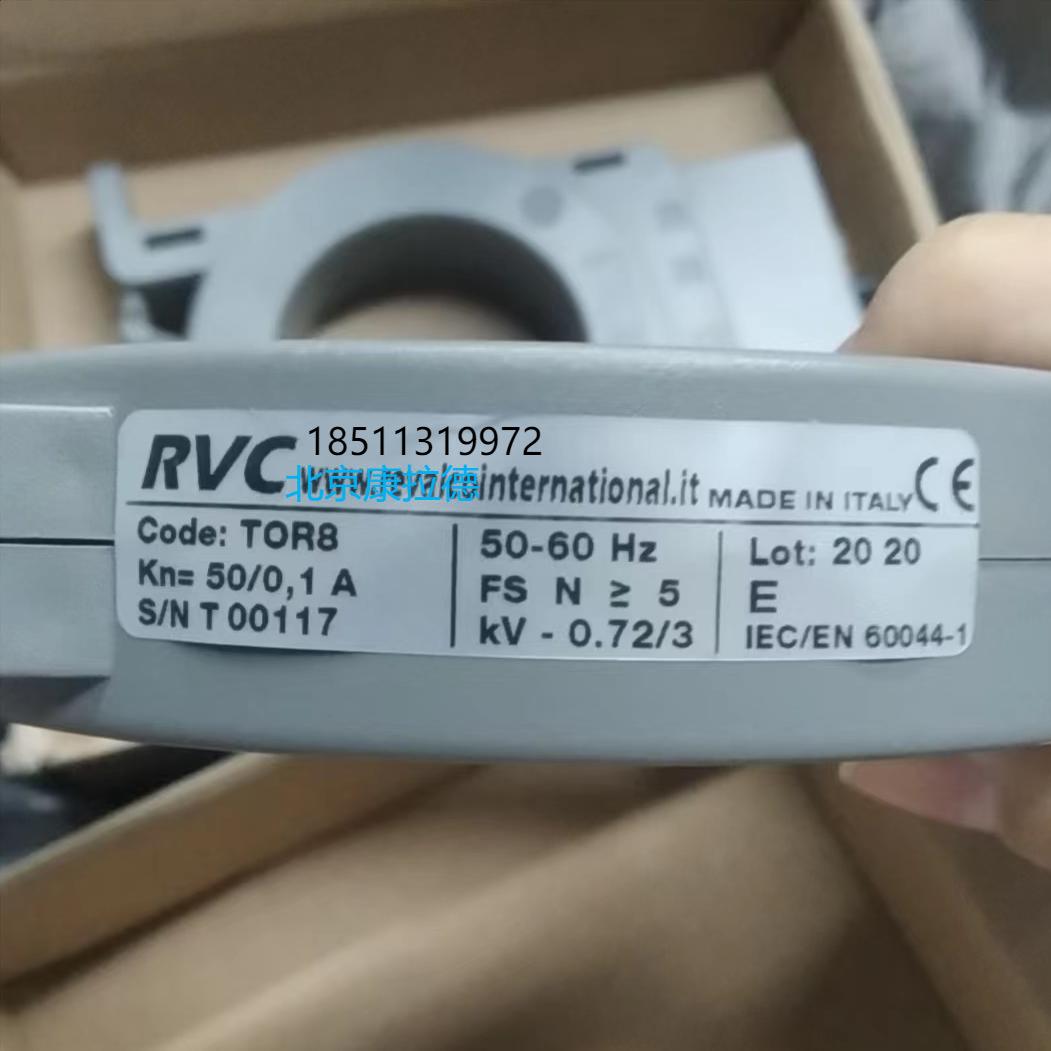 RVC
18511319972
北京康拉德
international.it MADE IN ITALY CE
Code: TOR8
Kn= 50/0,1 A
S/N T 00117
50-60 Hz
FS N ≥ 5
kV - 0.72/3
Lot: 20 20
E
IEC/EN 60044-1